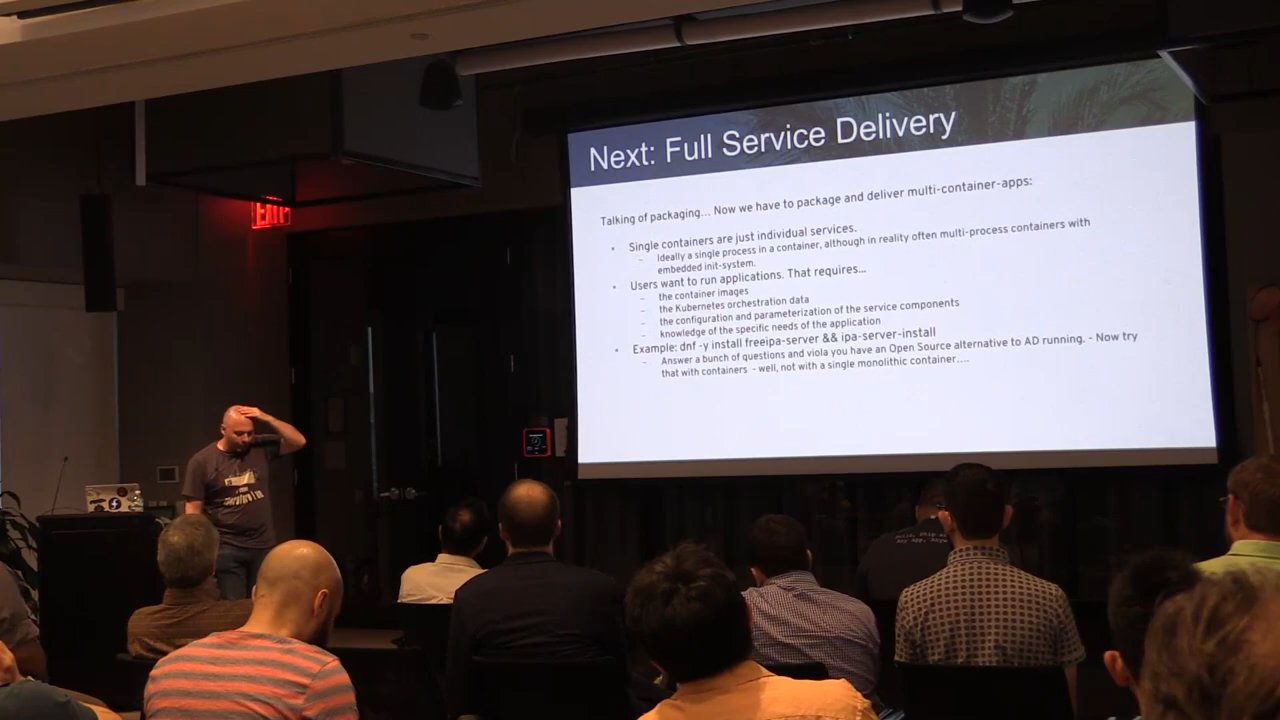 Next: Full Service Delivery
Talking of packaging... Now we have to package and deliver multi-container-apps:
• Single containers are just individual services.
– Ideally a single process in a container, although in reality often multi-process containers with
embedded init-system.
• Users want to run applications. That requires...
– the container images
– the Kubernetes orchestration data
– the configuration and parameterization of the service components
– knowledge of the specific needs of the application
• Example: dnf -y install freeipa-server && ipa-server-install
– Answer a bunch of questions and viola you have an Open Source alternative to AD running. - Now try
that with containers - well, not with a single monolithic container....
EXIT